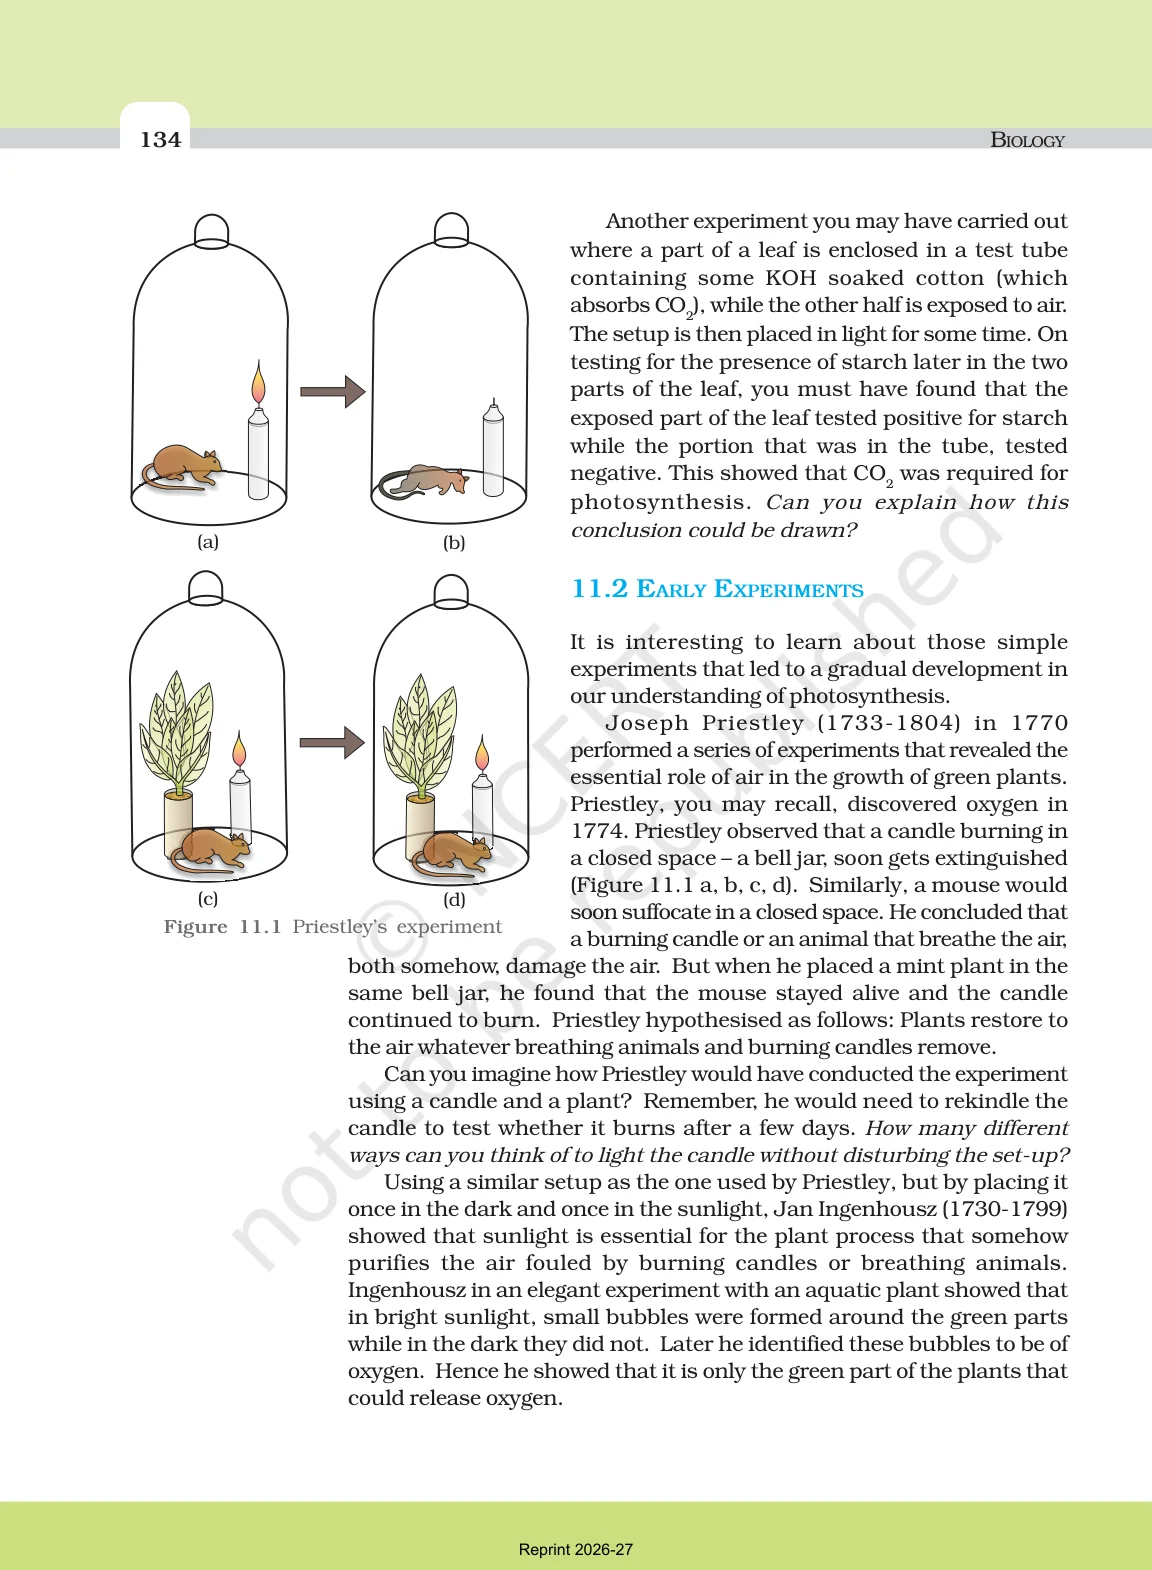 134
BIOLOGY
(a)
(b)
(c)
(d)
Figure 11.1 Priestley's experiment
Another experiment you may have carried out
where a part of a leaf is enclosed in a test tube
containing some KOH soaked cotton (which
absorbs CO₂), while the other half is exposed to air.
The setup is then placed in light for some time. On
testing for the presence of starch later in the two
parts of the leaf, you must have found that the
exposed part of the leaf tested positive for starch
while the portion that was in the tube, tested
negative. This showed that CO₂ was required for
photosynthesis. Can you explain how this
conclusion could be drawn?
11.2 EARLY EXPERIMENTS
It is interesting to learn about those simple
experiments that led to a gradual development in
our understanding of photosynthesis.
Joseph Priestley (1733-1804) in 1770
performed a series of experiments that revealed the
essential role of air in the growth of green plants.
Priestley, you may recall, discovered oxygen in
1774. Priestley observed that a candle burning in
a closed space – a bell jar, soon gets extinguished
(Figure 11.1 a, b, c, d). Similarly, a mouse would
soon suffocate in a closed space. He concluded that
a burning candle or an animal that breathe the air,
both somehow, damage the air. But when he placed a mint plant in the
same bell jar, he found that the mouse stayed alive and the candle
continued to burn. Priestley hypothesised as follows: Plants restore to
the air whatever breathing animals and burning candles remove.
Can you imagine how Priestley would have conducted the experiment
using a candle and a plant? Remember, he would need to rekindle the
candle to test whether it burns after a few days. How many different
ways can you think of to light the candle without disturbing the set-up?
Using a similar setup as the one used by Priestley, but by placing it
once in the dark and once in the sunlight, Jan Ingenhousz (1730-1799)
showed that sunlight is essential for the plant process that somehow
purifies the air fouled by burning candles or breathing animals.
Ingenhousz in an elegant experiment with an aquatic plant showed that
in bright sunlight, small bubbles were formed around the green parts
while in the dark they did not. Later he identified these bubbles to be of
oxygen. Hence he showed that it is only the green part of the plants that
could release oxygen.
© NCERT
not to be republished
Reprint 2026-27